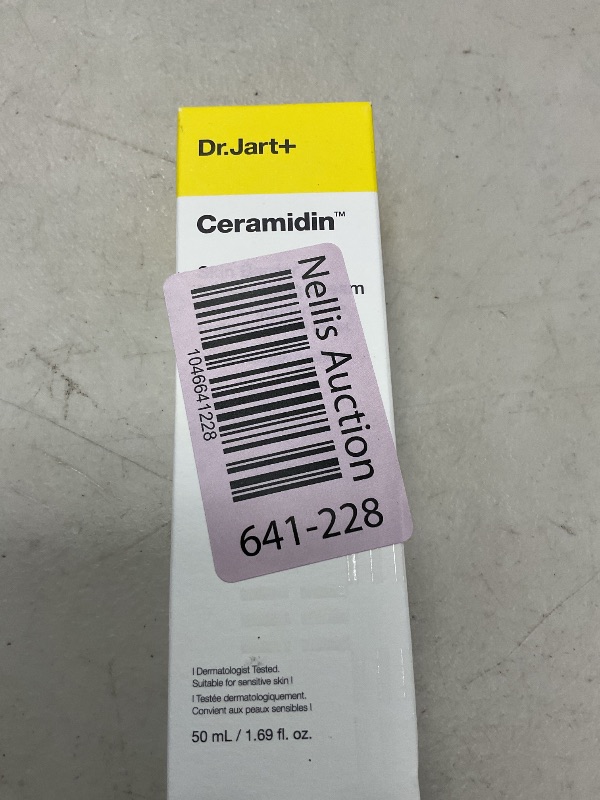 Dr.Jart+
Ceramidin™
Nellis Auction
1046641228
641-228
| Dermatologist Tested.
Suitable for sensitive skin |
| Testée dermatologiquement.
Convient aux peaux sensibles |
50 mL / 1.69 fl. oz.